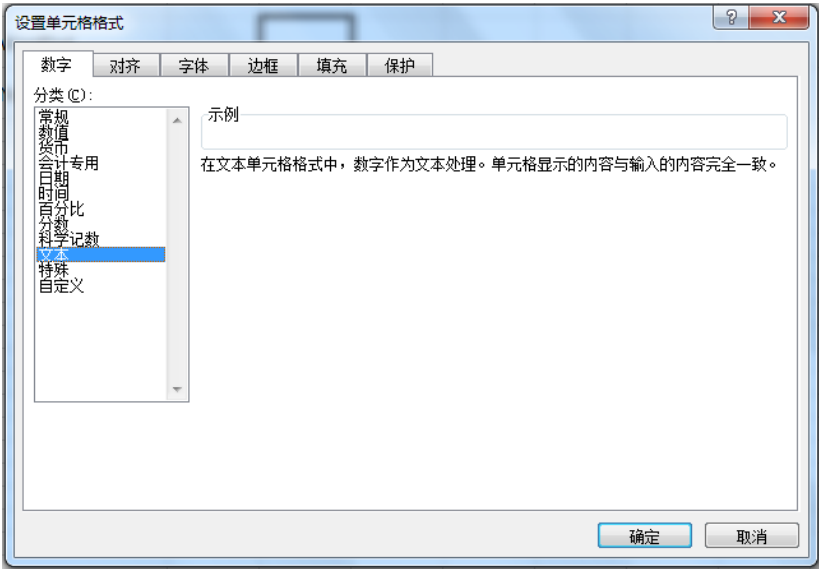 设置单元格格式
数字 对齐 字体 边框 填充 保护
分类(C):
常规
数值
货币
会计专用
日期
时间
百分比
分数
科学记数
文本
特殊
自定义
示例
在文本单元格格式中，数字作为文本处理。单元格显示的内容与输入的内容完全一致。
确定 取消